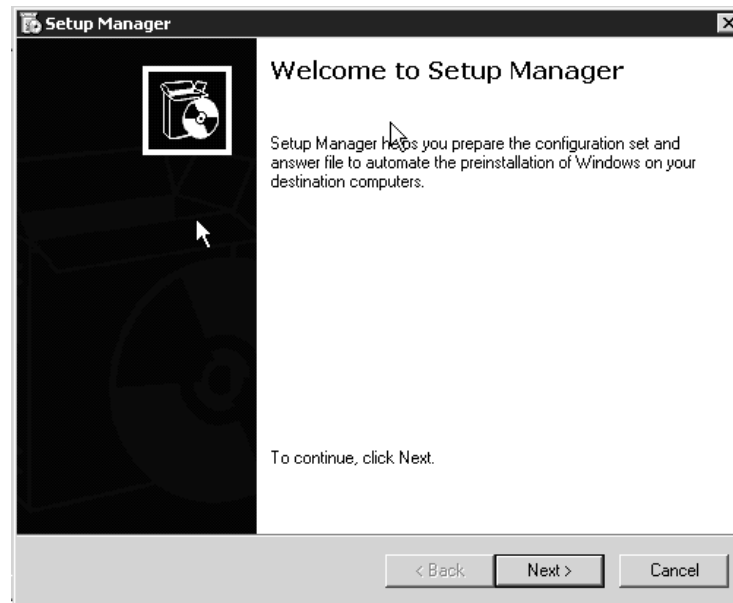 Setup Manager
Welcome to Setup Manager
Setup Manager helps you prepare the configuration set and
answer file to automate the preinstallation of Windows on your
destination computers.
To continue, click Next.
< Back
Next >
Cancel